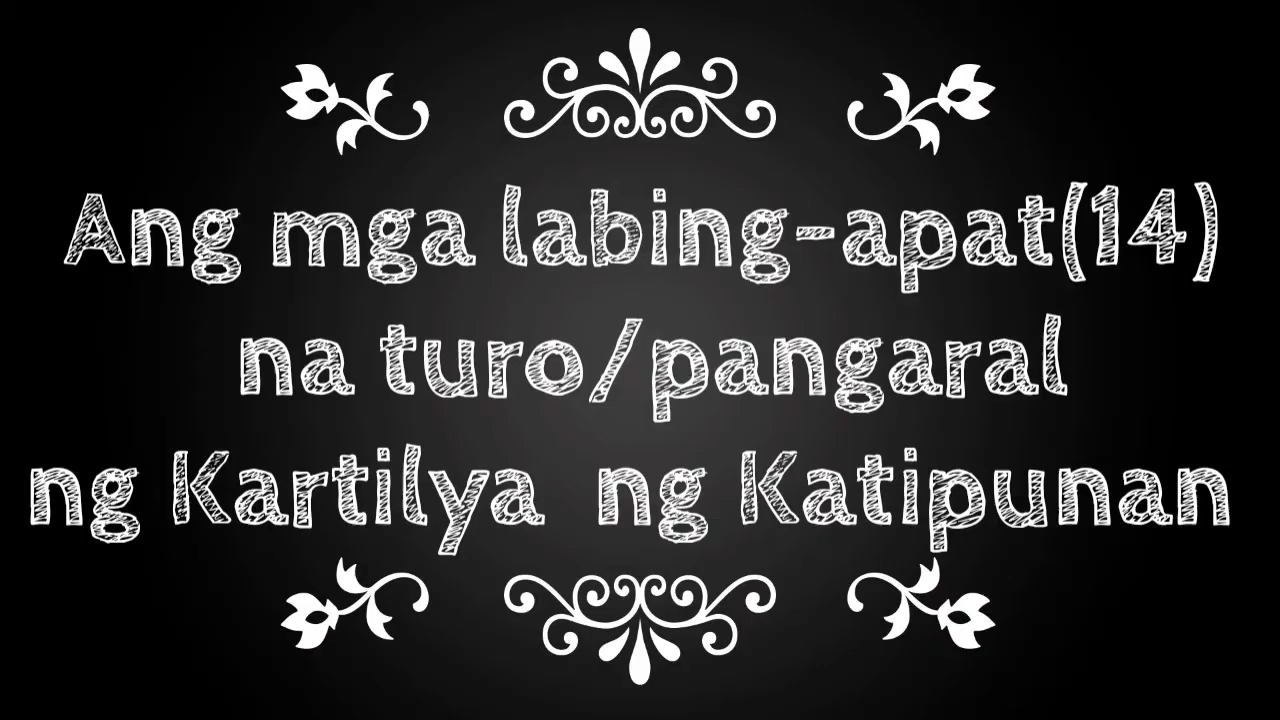 Ang mga labing-apat(14)
na turo/pangaral
ng Kartilya ng Katipunan